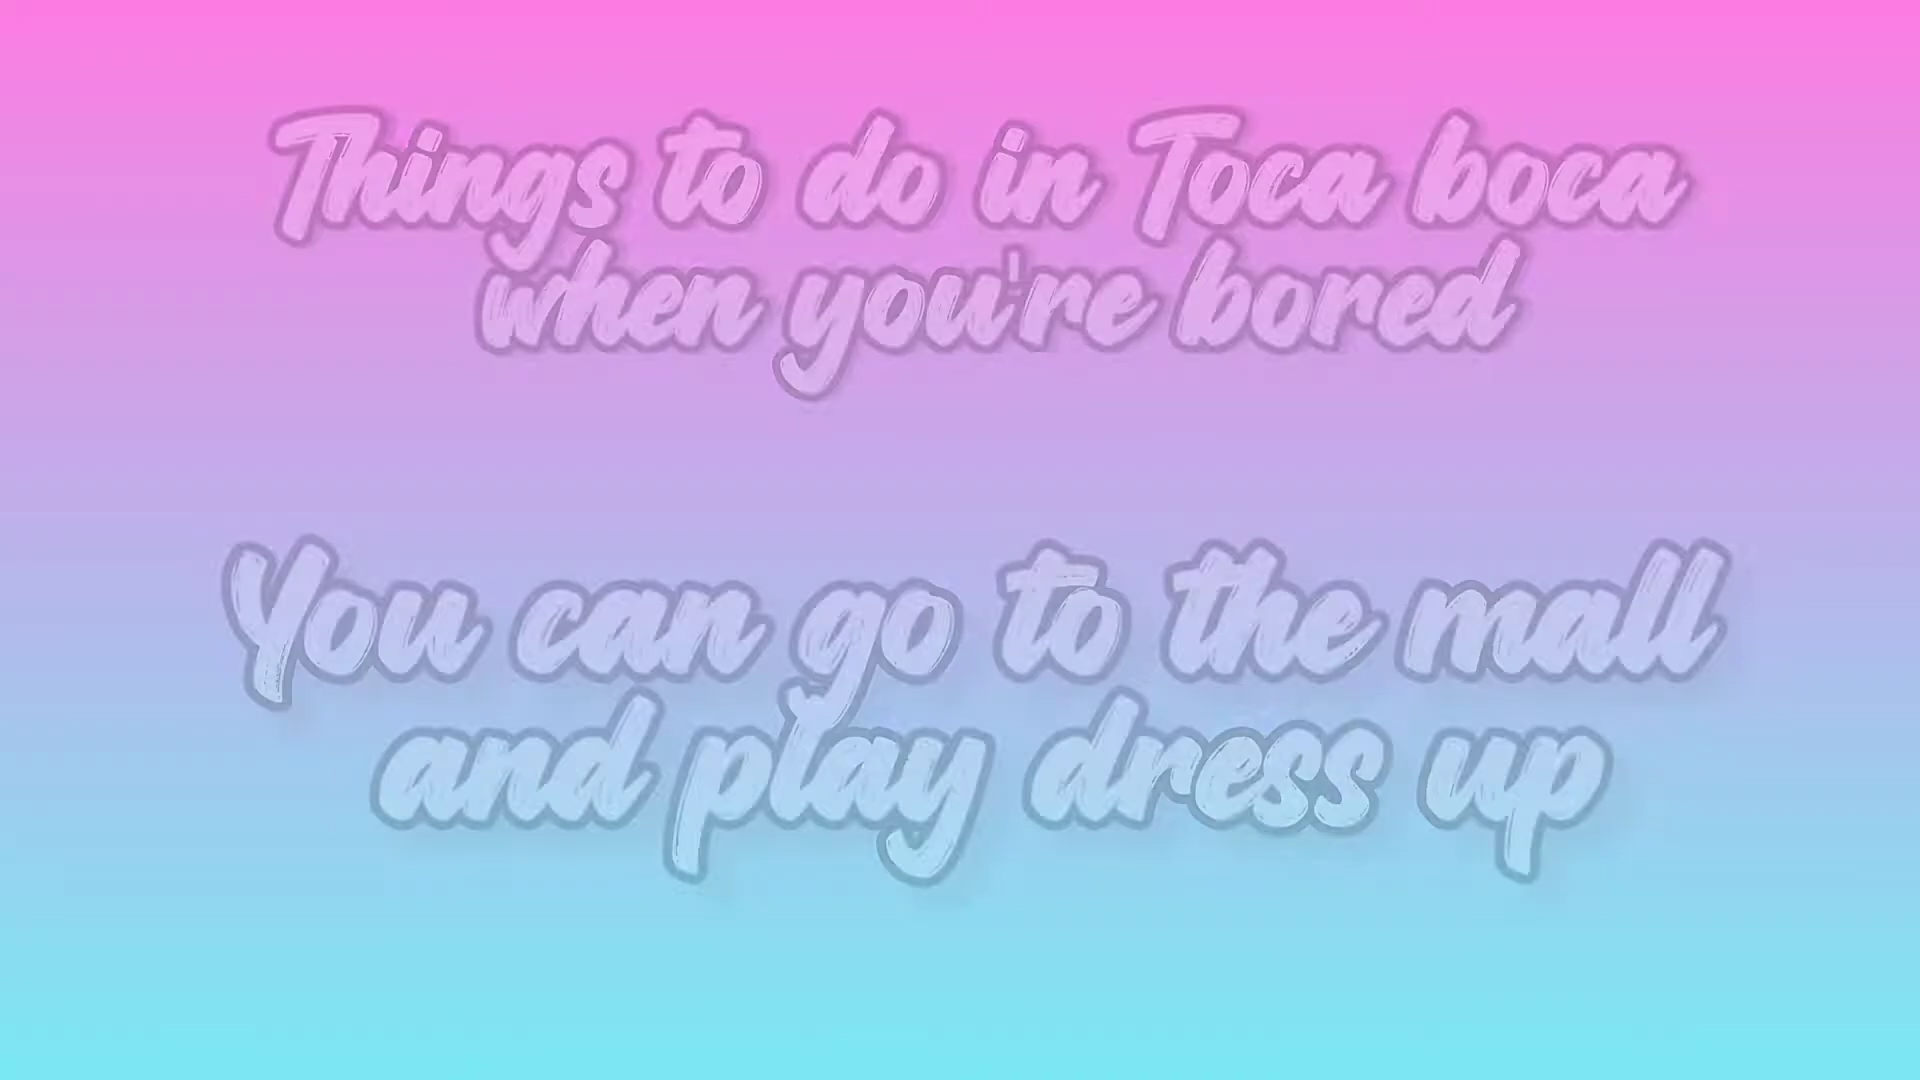 Things to do in Toca boca
when you're bored
You can go to the mall
and play dress up